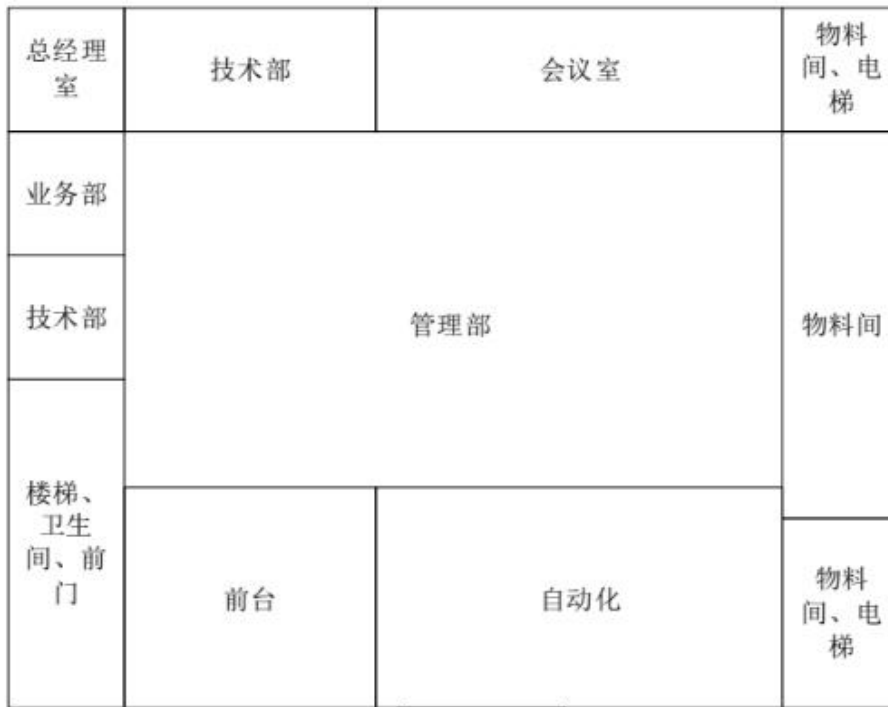 总经理
室
技术部
会议室
物料
间、电
梯
业务部
技术部
管理部
物料间
楼梯、
卫生
间、前
门
前台
自动化
物料
间、电
梯